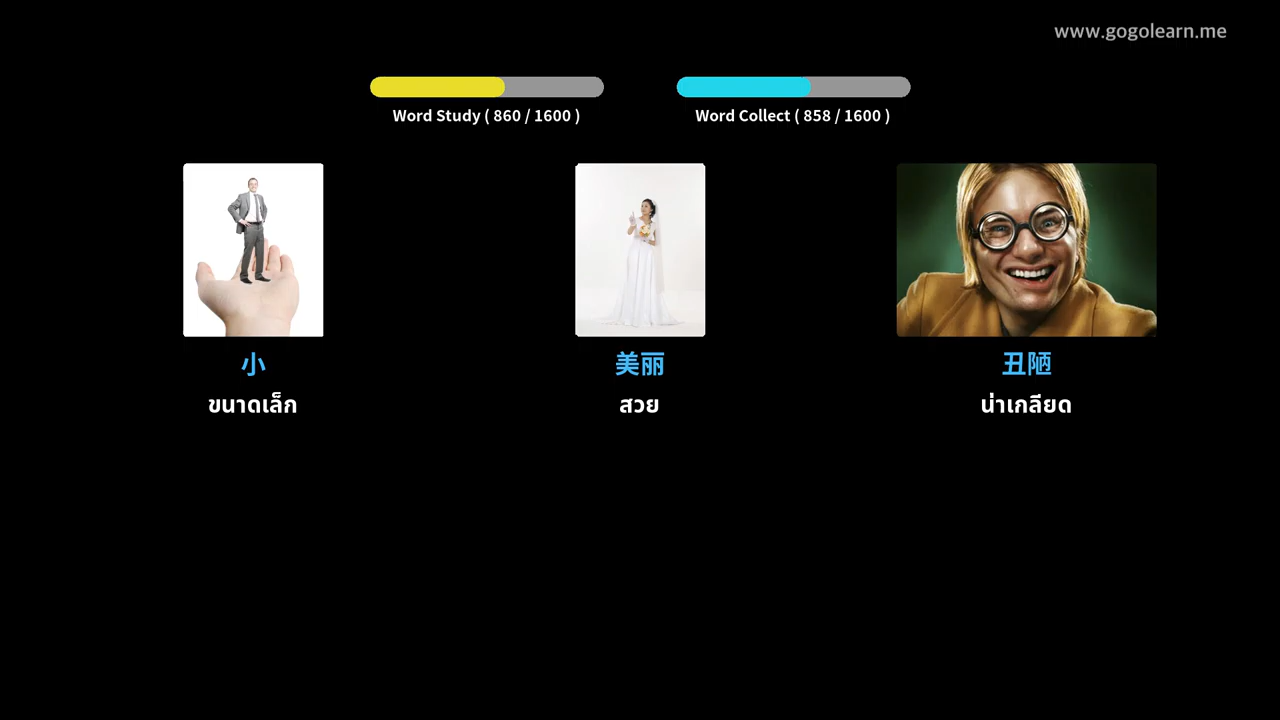 www.gogolearn.me
Word Study ( 860 / 1600 )
Word Collect ( 858 / 1600 )
小
美丽
丑陋
ขนาดเล็ก
สวย
น่าเกลียด